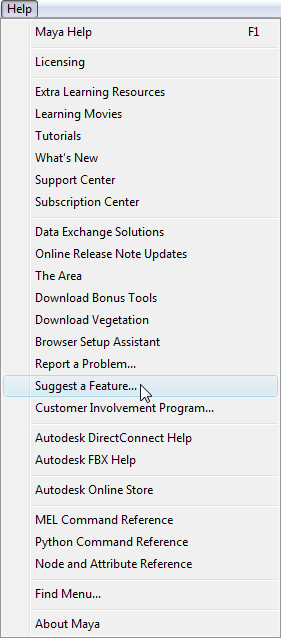 Help
Maya Help F1
Licensing
Extra Learning Resources
Learning Movies
Tutorials
What's New
Support Center
Subscription Center
Data Exchange Solutions
Online Release Note Updates
The Area
Download Bonus Tools
Download Vegetation
Browser Setup Assistant
Report a Problem...
Suggest a Feature...
Customer Involvement Program...
Autodesk DirectConnect Help
Autodesk FBX Help
Autodesk Online Store
MEL Command Reference
Python Command Reference
Node and Attribute Reference
Find Menu...
About Maya